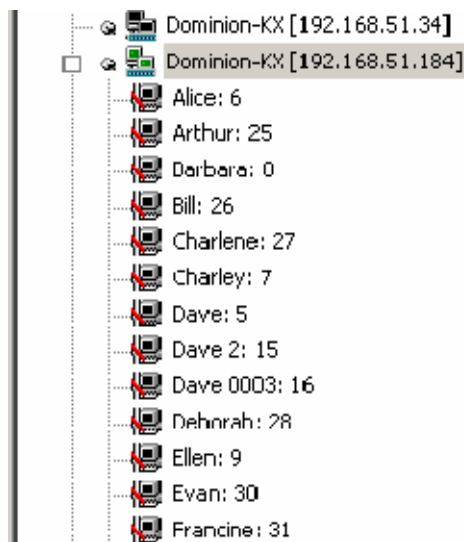 Dominion-KX [192.168.51.34]
Dominion-KX [192.168.51.184]
Alice: 6
Arthur: 25
Barbara: 0
Bill: 26
Charlene: 27
Charley: 7
Dave: 5
Dave 2: 15
Dave 0003: 16
Deborah: 28
Ellen: 9
Evan: 30
Francine: 31